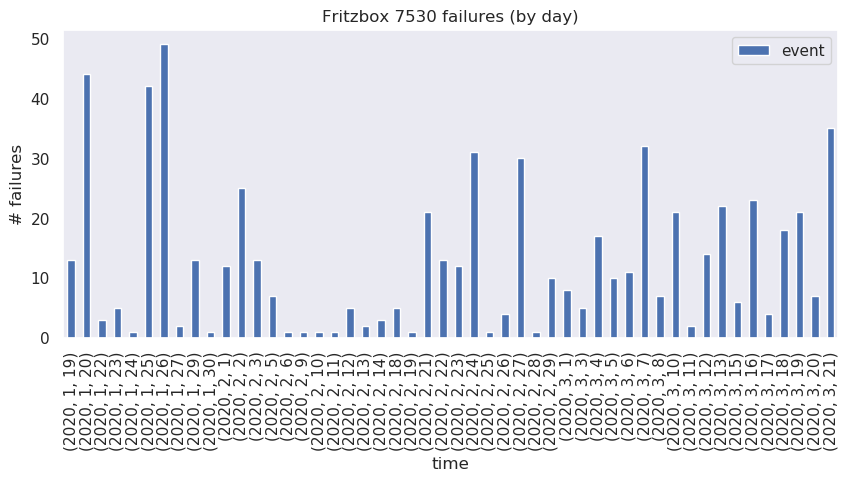 Fritzbox 7530 failures (by day)
event
# failures
50
40
30
20
10
0
(2020, 1, 19)
(2020, 1, 20)
(2020, 1, 22)
(2020, 1, 23)
(2020, 1, 24)
(2020, 1, 25)
(2020, 1, 26)
(2020, 1, 27)
(2020, 1, 29)
(2020, 1, 30)
(2020, 2, 1)
(2020, 2, 2)
(2020, 2, 3)
(2020, 2, 5)
(2020, 2, 6)
(2020, 2, 9)
(2020, 2, 10)
(2020, 2, 11)
(2020, 2, 12)
(2020, 2, 13)
(2020, 2, 14)
(2020, 2, 18)
(2020, 2, 19)
(2020, 2, 21)
(2020, 2, 22)
(2020, 2, 23)
(2020, 2, 24)
(2020, 2, 25)
(2020, 2, 26)
(2020, 2, 27)
(2020, 2, 28)
(2020, 2, 29)
(2020, 3, 1)
(2020, 3, 3)
(2020, 3, 4)
(2020, 3, 5)
(2020, 3, 6)
(2020, 3, 7)
(2020, 3, 8)
(2020, 3, 10)
(2020, 3, 11)
(2020, 3, 12)
(2020, 3, 13)
(2020, 3, 15)
(2020, 3, 16)
(2020, 3, 17)
(2020, 3, 18)
(2020, 3, 19)
(2020, 3, 20)
(2020, 3, 21)
time